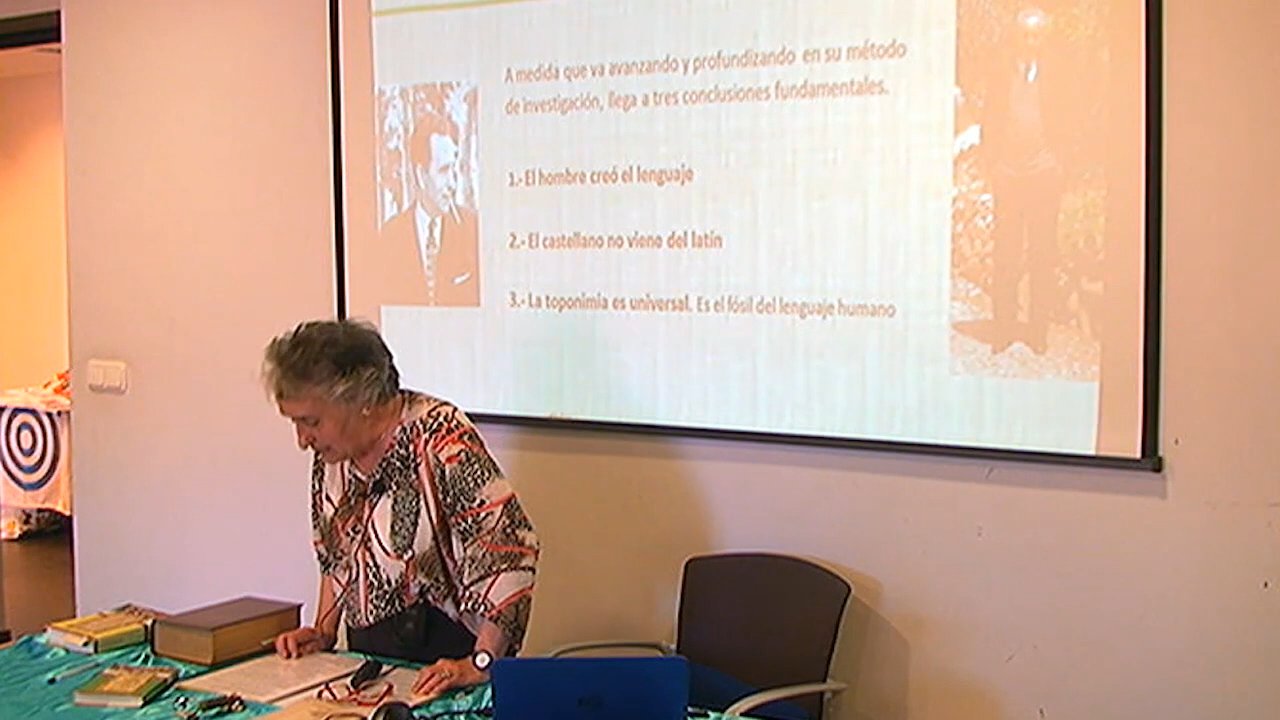 A medida que va avanzando y profundizando en su método
de investigación, llega a tres conclusiones fundamentales.
1.- El hombre creó el lenguaje
2.- El castellano no viene del latín
3.- La toponimia es universal. Es el fósil del lenguaje humano